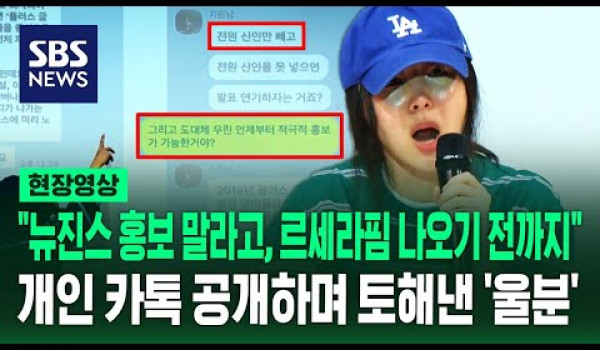 SBS
NEWS
전원 신인만 빼고
전원 신인을 못 넣으면
발표 연기하자는 거죠?
그리고 도대체 우린 언제부터 적극적 홍보
가 가능한거야?
LA
현장영상
"뉴진스 홍보 말라고, 르세라핌 나오기 전까지"
개인 카톡 공개하며 토해낸 '울분'